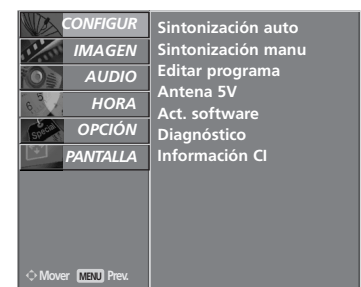 CONFIGUR
IMAGEN
AUDIO
HORA
OPCIÓN
PANTALLA
Sintonización auto
Sintonización manu
Editar programa
Antena 5V
Act. software
Diagnóstico
Información CI
Mover MENU Prev.